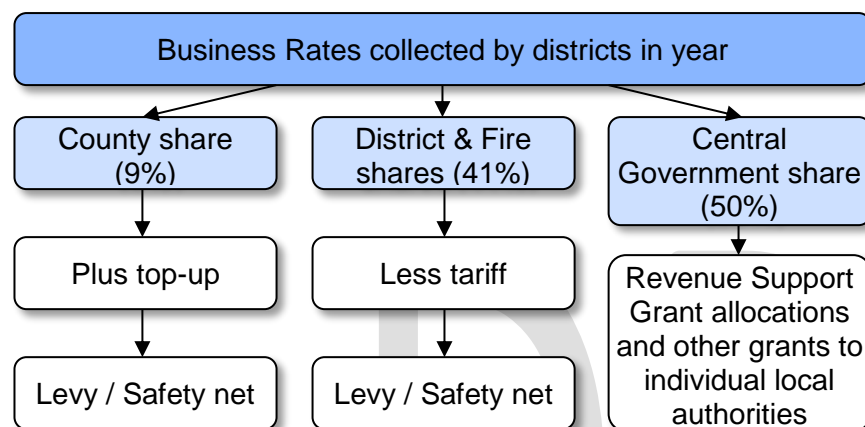 Business Rates collected by districts in year
County share
(9%)
District & Fire
shares (41%)
Central
Government share
(50%)
Plus top-up
Less tariff
Revenue Support
Grant allocations
and other grants to
individual local
authorities
Levy / Safety net
Levy / Safety net